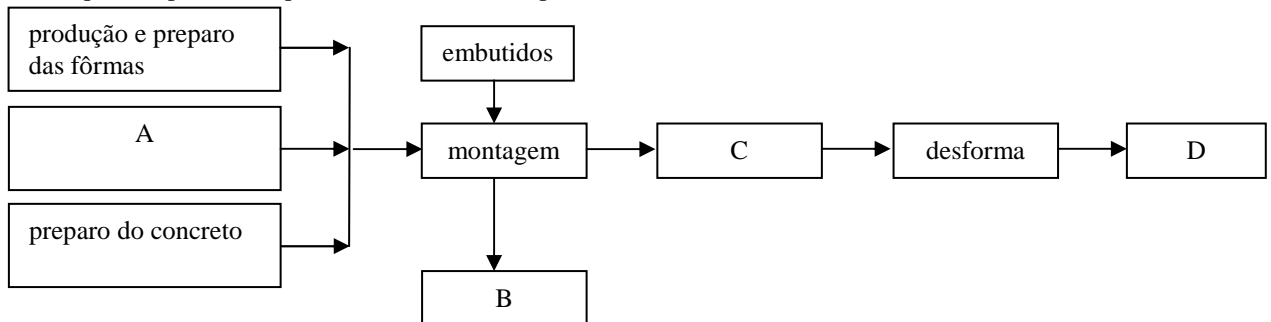 produção e preparo
das fôrmas
embutidos
A
montagem
C
desforma
D
preparo do concreto
B